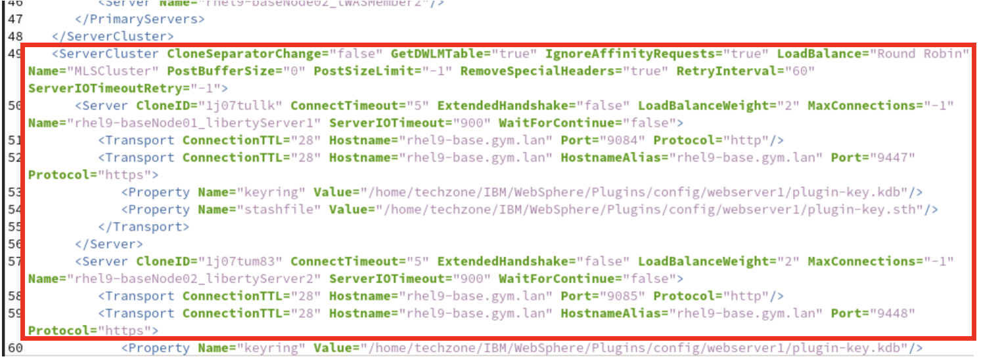 46 <Server Name="rhel9-baseNode02_tWASMember2"/>
47 </PrimaryServers>
48 </ServerCluster>
49 <ServerCluster CloneSeparatorChange="false" GetDWLMTable="true" IgnoreAffinityRequests="true" LoadBalance="Round Robin"
Name="MLSCluster" PostBufferSize="0" PostSizeLimit="-1" RemoveSpecialHeaders="true" RetryInterval="60"
ServerIOTimeoutRetry="-1">
50 <Server CloneID="1j07tullk" ConnectTimeout="5" ExtendedHandshake="false" LoadBalanceWeight="2" MaxConnections="-1"
Name="rhel9-baseNode01_libertyServer1" ServerIOTimeout="900" WaitForContinue="false">
51 <Transport ConnectionTTL="28" Hostname="rhel9-base.gym.lan" Port="9084" Protocol="http"/>
52 <Transport ConnectionTTL="28" Hostname="rhel9-base.gym.lan" HostnameAlias="rhel9-base.gym.lan" Port="9447"
Protocol="https">
53 <Property Name="keyring" Value="/home/techzone/IBM/WebSphere/Plugins/config/webserver1/plugin-key.kdb"/>
54 <Property Name="stashfile" Value="/home/techzone/IBM/WebSphere/Plugins/config/webserver1/plugin-key.sth"/>
55 </Transport>
56 </Server>
57 <Server CloneID="1j07tum83" ConnectTimeout="5" ExtendedHandshake="false" LoadBalanceWeight="2" MaxConnections="-1"
Name="rhel9-baseNode02_libertyServer2" ServerIOTimeout="900" WaitForContinue="false">
58 <Transport ConnectionTTL="28" Hostname="rhel9-base.gym.lan" Port="9085" Protocol="http"/>
59 <Transport ConnectionTTL="28" Hostname="rhel9-base.gym.lan" HostnameAlias="rhel9-base.gym.lan" Port="9448"
Protocol="https">
60 <Property Name="keyring" Value="/home/techzone/IBM/WebSphere/Plugins/config/webserver1/plugin-key.kdb"/>